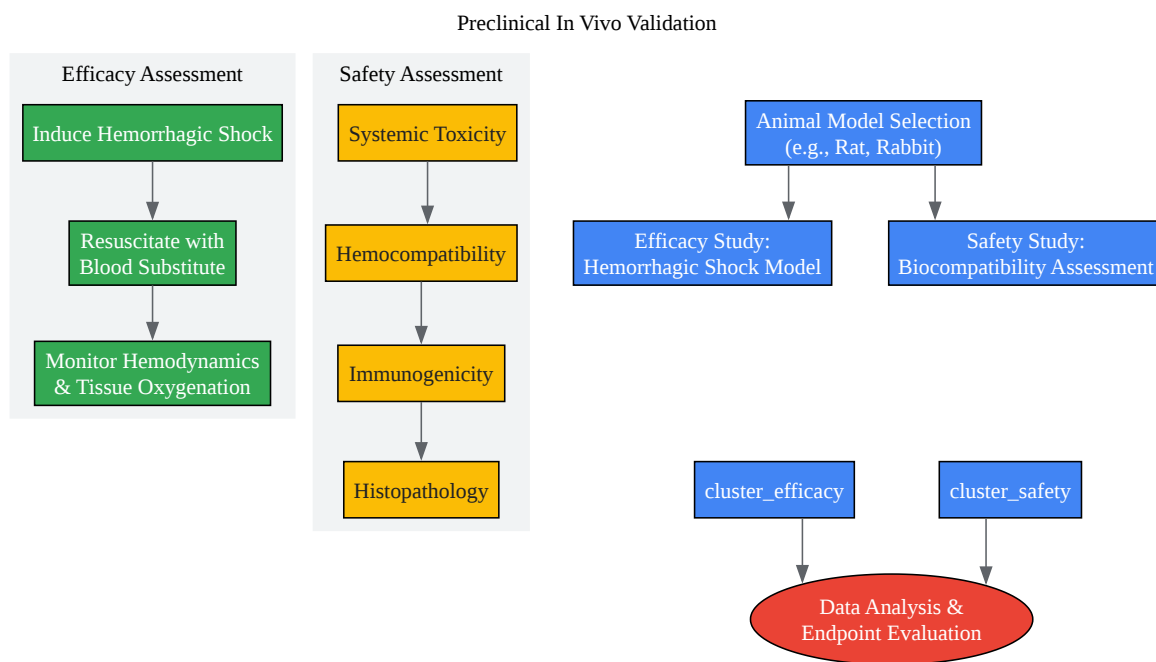 Preclinical In Vivo Validation
Efficacy Assessment
Induce Hemorrhagic Shock
Resuscitate with
Blood Substitute
Monitor Hemodynamics
& Tissue Oxygenation
Safety Assessment
Systemic Toxicity
Hemocompatibility
Immunogenicity
Histopathology
Animal Model Selection
(e.g., Rat, Rabbit)
Efficacy Study:
Hemorrhagic Shock Model
Safety Study:
Biocompatibility Assessment
cluster_efficacy
cluster_safety
Data Analysis &
Endpoint Evaluation